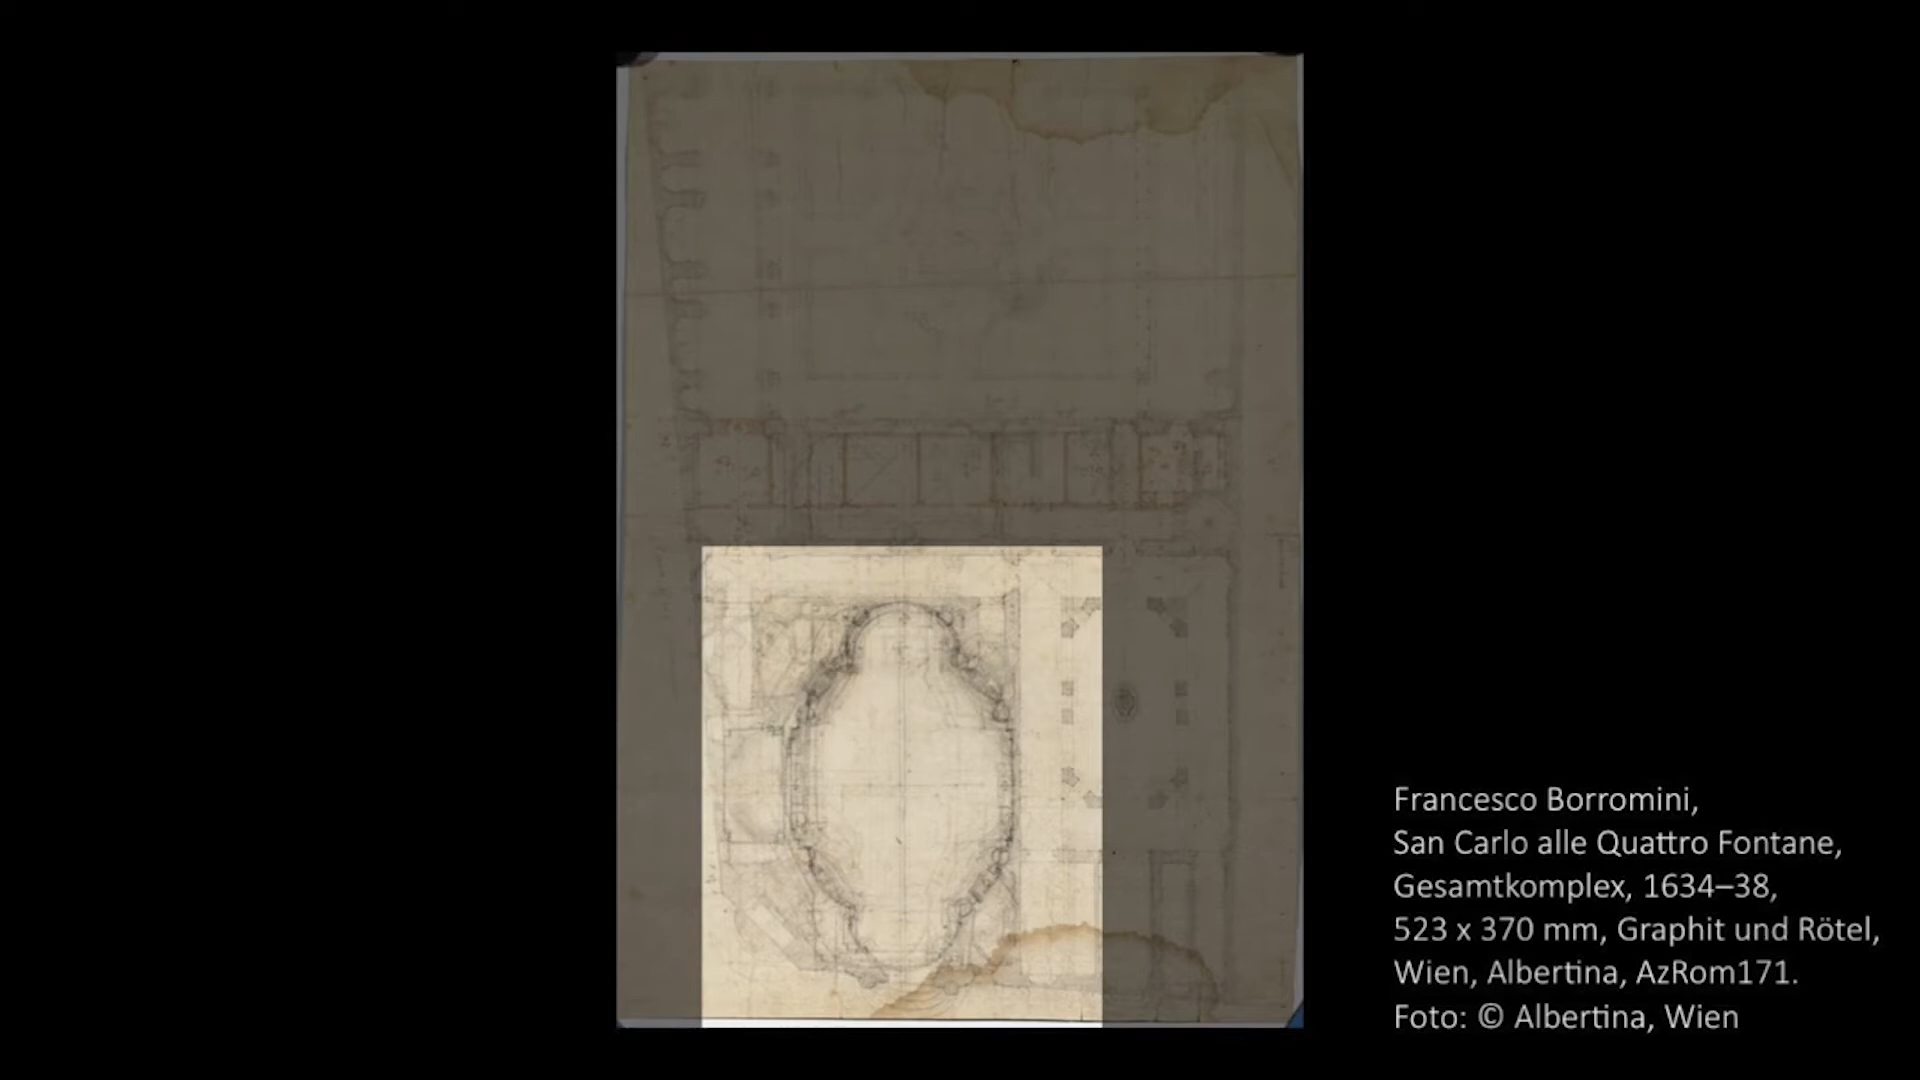 Francesco Borromini,
San Carlo alle Quattro Fontane,
Gesamtkomplex, 1634–38,
523 x 370 mm, Graphit und Rötel,
Wien, Albertina, AzRom171.
Foto: © Albertina, Wien